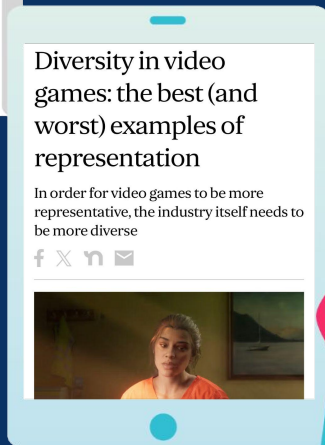 Diversity in video
games: the best (and
worst) examples of
representation
In order for video games to be more
representative, the industry itself needs to
be more diverse